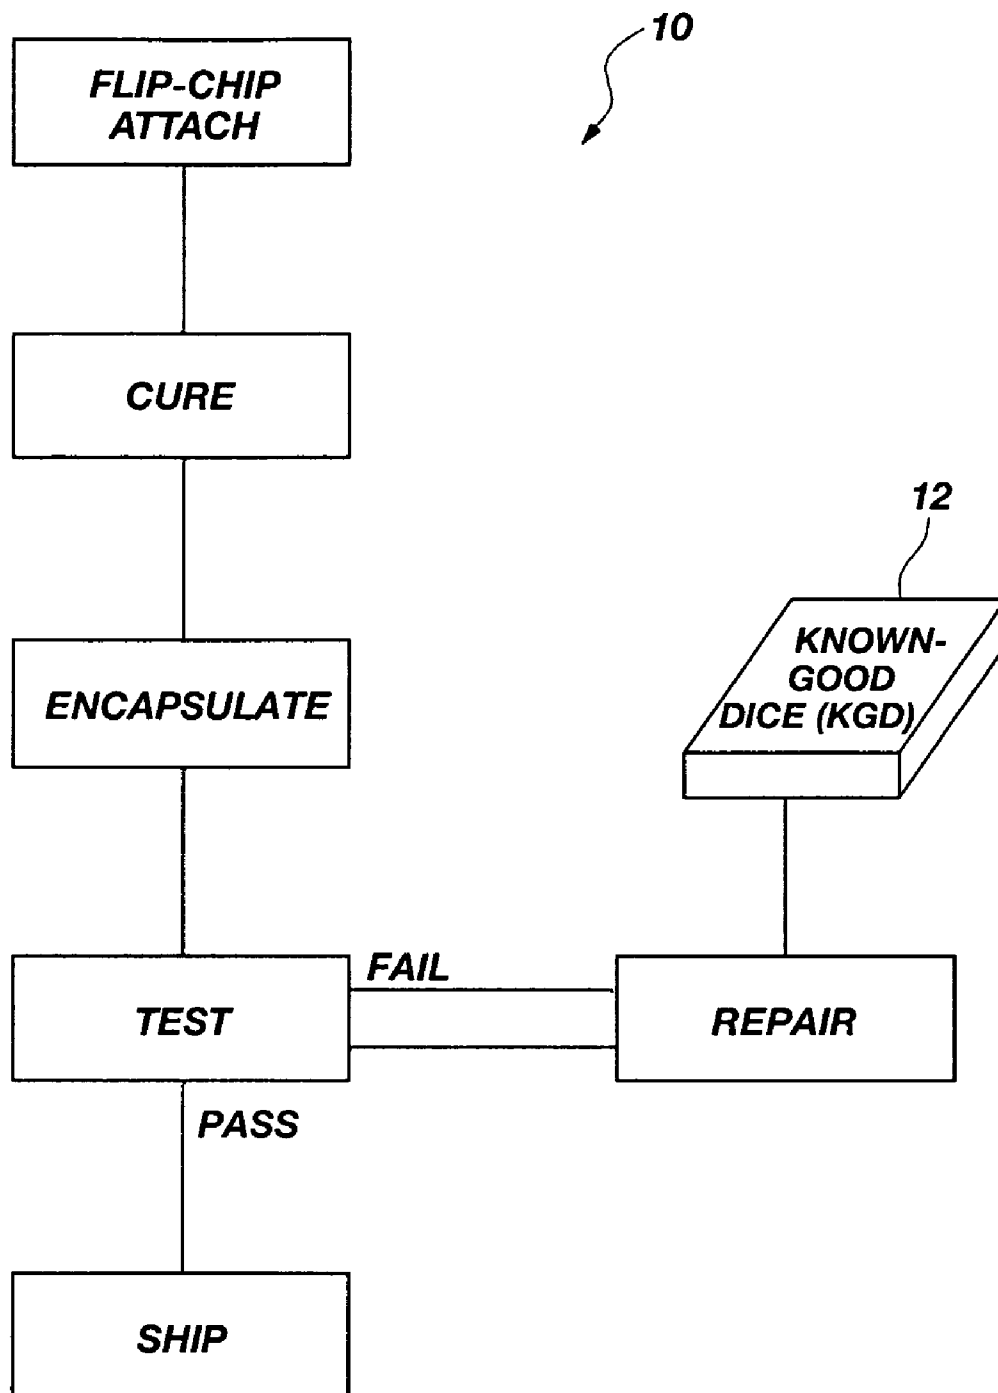 10
FLIP-CHIP
ATTACH
CURE
12
KNOWN-
GOOD
DICE (KGD)
ENCAPSULATE
FAIL
TEST
REPAIR
PASS
SHIP